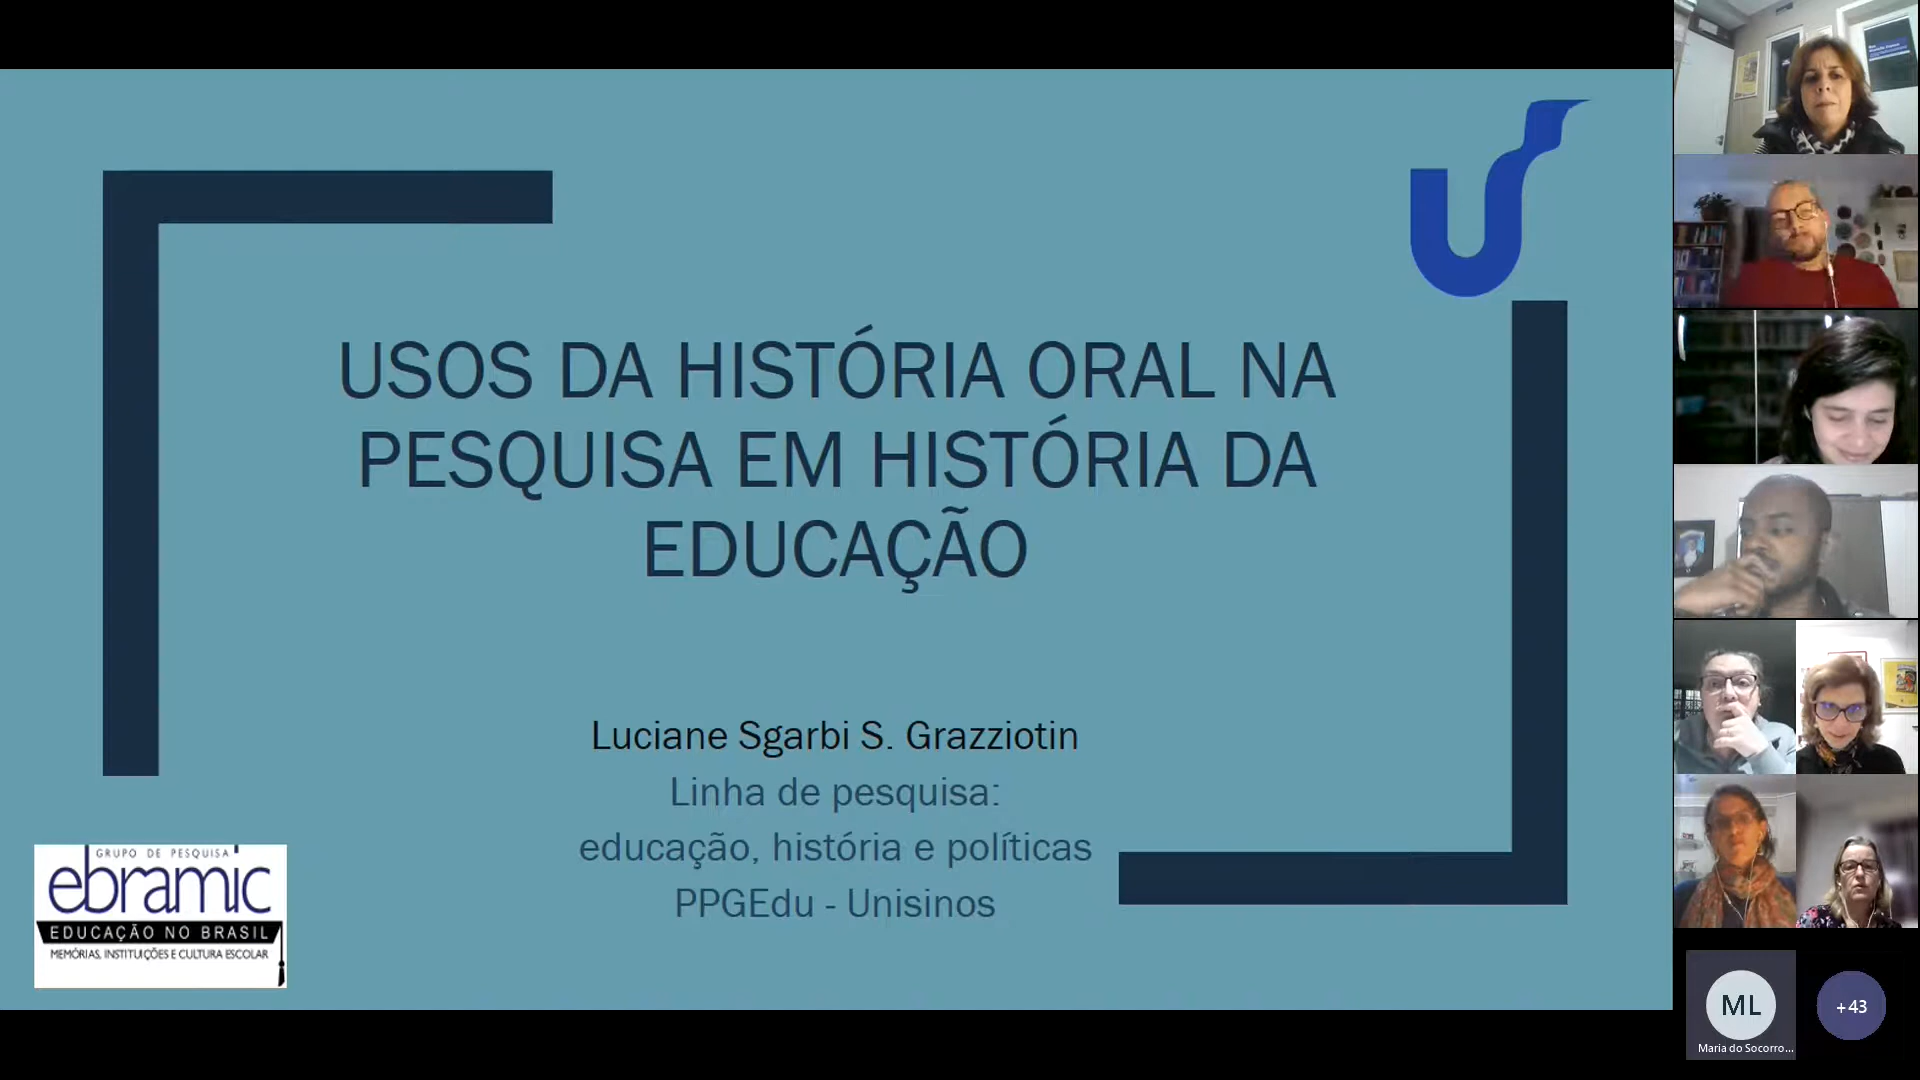 USOS DA HISTÓRIA ORAL NA
PESQUISA EM HISTÓRIA DA
EDUCAÇÃO
Luciane Sgarbi S. Grazziotin
Linha de pesquisa:
educação, história e políticas
PPGEdu - Unisinos
GRUPO DE PESQUISA
ebramic
EDUCAÇÃO NO BRASIL
MEMÓRIAS, INSTITUIÇÕES E CULTURA ESCOLAR
ML
Maria do Socorro...
+43